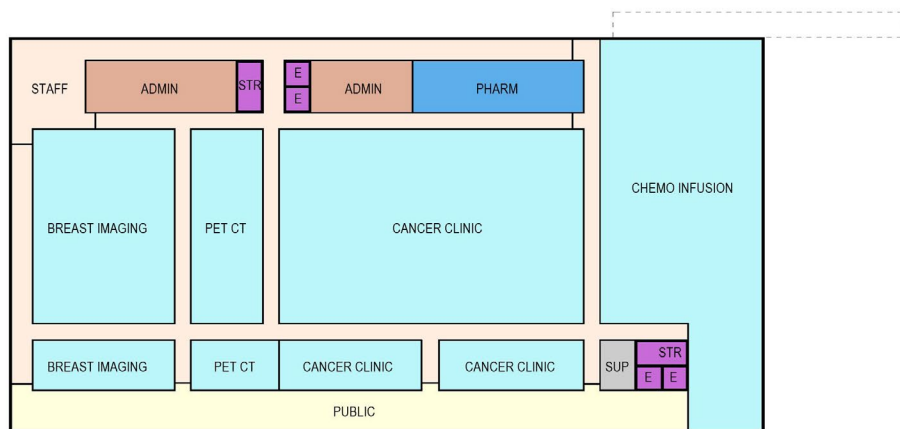 STAFF
ADMIN
STR
E
E
ADMIN
PHARM
CHEMO INFUSION
BREAST IMAGING
PET CT
CANCER CLINIC
BREAST IMAGING
PET CT
CANCER CLINIC
CANCER CLINIC
SUP
STR
E
E
PUBLIC